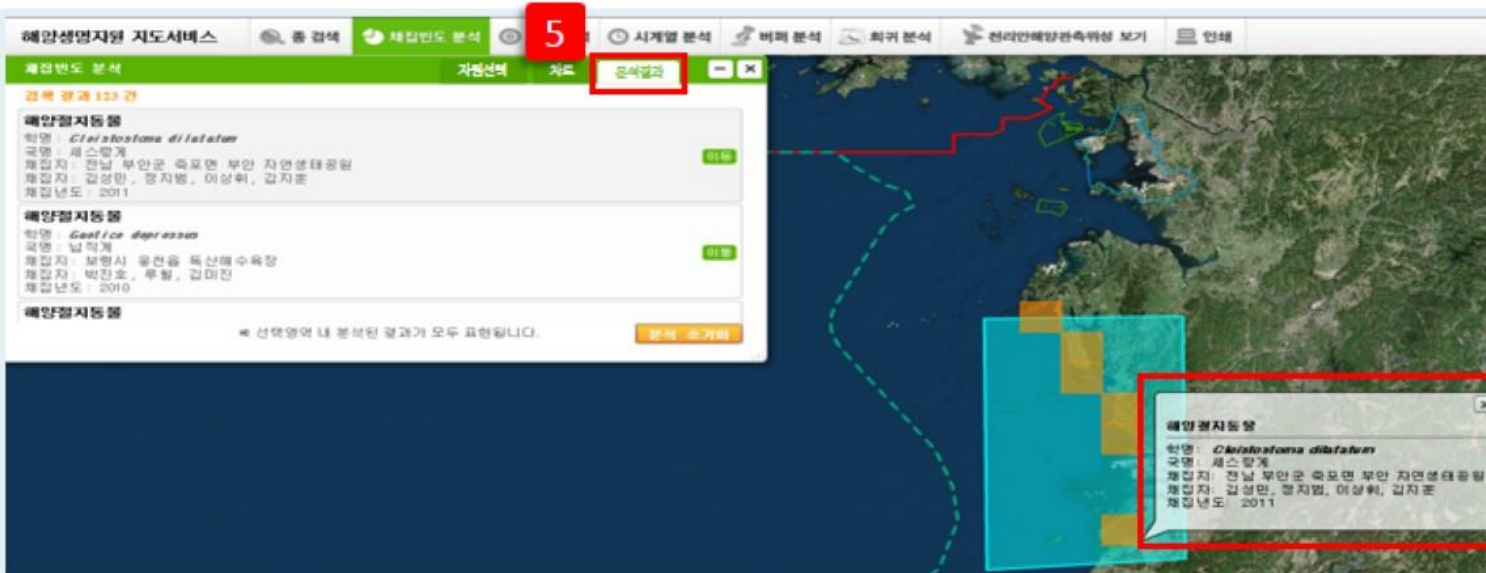 해양생명자원 지도서비스
종 검색
채집빈도 분석
5
시계열 분석
버퍼 분석
회귀 분석
천리안해양관측위성 보기
인쇄
채집빈도 분석
자원선택
차트
분석결과
검색 결과 123 건
해양절지동물
학명 : Cleistostoma dilatatum
국명 : 세스랑게
채집지: 전남 부안군 줄포면 부안 자연생태공원
채집자: 김성민, 정지범, 이상휘, 김지훈
채집년도 : 2011
이동
해양절지동물
학명 : Gaetice depressus
국명 : 납작게
채집지: 보령시 웅천읍 독산해수욕장
채집자: 박진호, 루월, 김미진
채집년도 : 2010
이동
해양절지동물
선택영역 내 분석된 결과가 모두 표현됩니다.
분석 초기화
해양절지동물
학명: Cleistostoma dilatatum
국명: 세스랑게
채집지: 전남 부안군 줄포면 부안 자연생태공원
채집자: 김성민, 정지범, 이상휘, 김지훈
채집년도: 2011